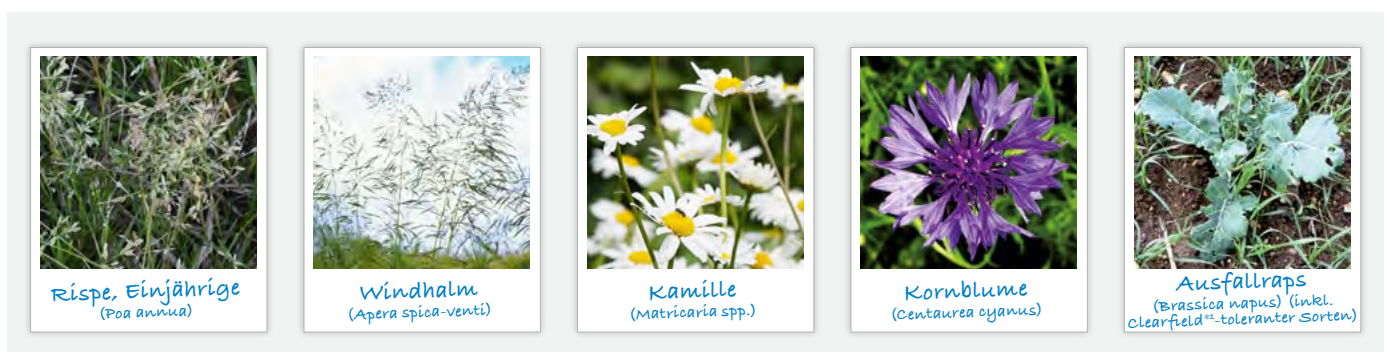 Rispe, Einjährige
(Poa annua)
Windhalm
(Apera spica-venti)
Kamille
(Matricaria spp.)
Kornblume
(Centaurea cyanus)
Ausfallraps
(Brassica napus) (inkl.
Clearfield®¹-toleranter Sorten)